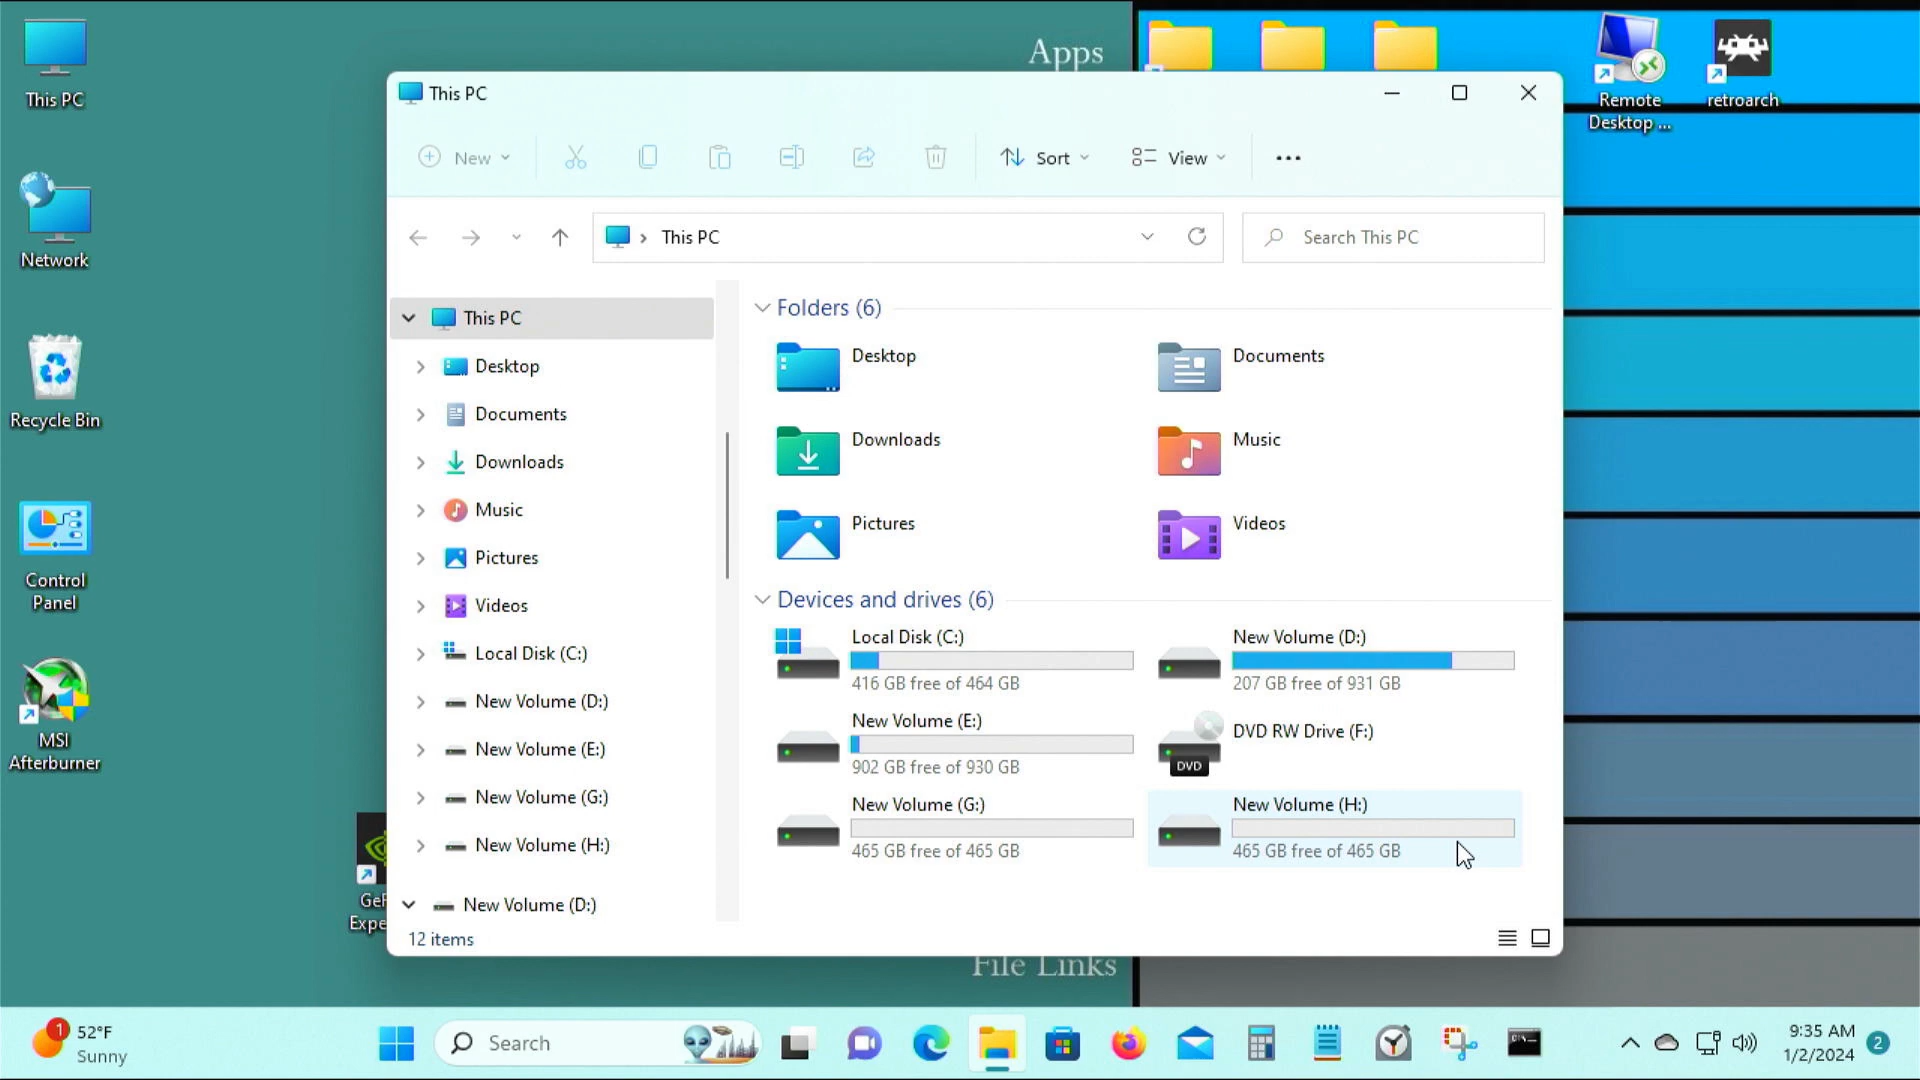 This PC
Network
Recycle Bin
Control
Panel
MSI
Afterburner
Apps
Remote
Desktop ...
retroarch
This PC
New
Sort
View
This PC
Search This PC
This PC
Desktop
Documents
Downloads
Music
Pictures
Videos
Local Disk (C:)
New Volume (D:)
New Volume (E:)
New Volume (G:)
New Volume (H:)
New Volume (D:)
12 items
Folders (6)
Desktop
Documents
Downloads
Music
Pictures
Videos
Devices and drives (6)
Local Disk (C:)
416 GB free of 464 GB
New Volume (D:)
207 GB free of 931 GB
New Volume (E:)
902 GB free of 930 GB
DVD RW Drive (F:)
DVD
New Volume (G:)
465 GB free of 465 GB
New Volume (H:)
465 GB free of 465 GB
GeF
Expe
File Links
1
52°F
Sunny
Search
9:35 AM
1/2/2024
2